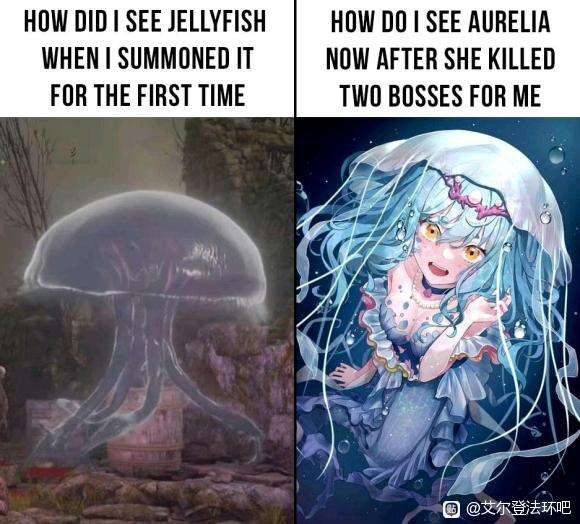 HOW DID I SEE JELLYFISH
WHEN I SUMMONED IT
FOR THE FIRST TIME
HOW DO I SEE AURELIA
NOW AFTER SHE KILLED
TWO BOSSES FOR ME
贴 @艾尔登法环吧